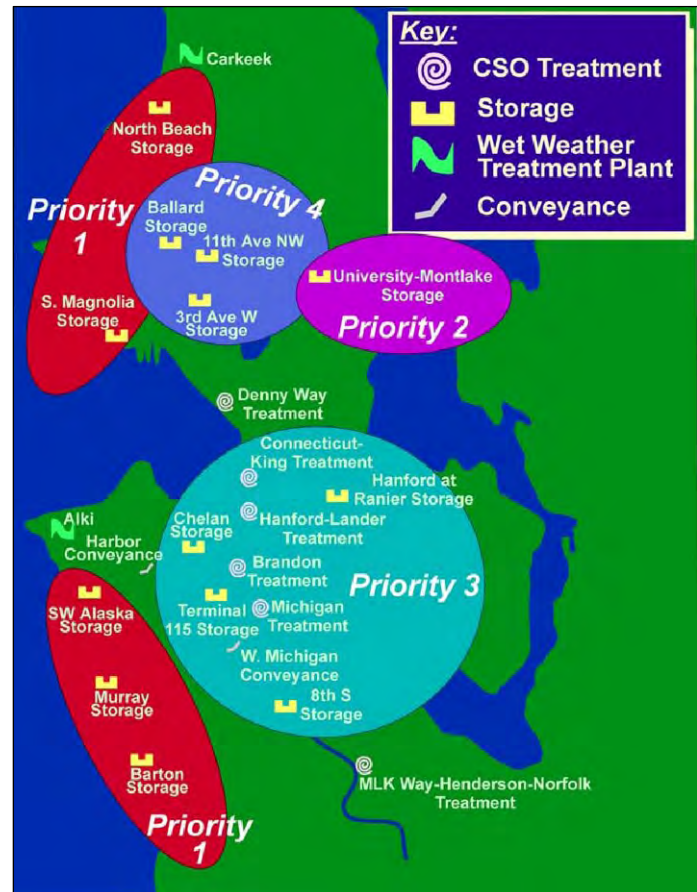 Key:
CSO Treatment
Storage
Wet Weather
Treatment Plant
Conveyance
Carkeek
North Beach
Storage
Priority
1
Priority 4
Ballard
Storage
11th Ave NW
Storage
3rd Ave W
Storage
S. Magnolia
Storage
University-Montlake
Storage
Priority 2
Denny Way
Treatment
Connecticut-
King Treatment
Hanford at
Ranier Storage
Hanford-Lander
Treatment
Chelan
Storage
Alki
Harbor
Conveyance
Brandon
Treatment
Priority 3
SW Alaska
Storage
Terminal
115 Storage
Michigan
Treatment
W. Michigan
Conveyance
8th S
Storage
Murray
Storage
Barton
Storage
Priority
1
MLK Way-Henderson-Norfolk
Treatment